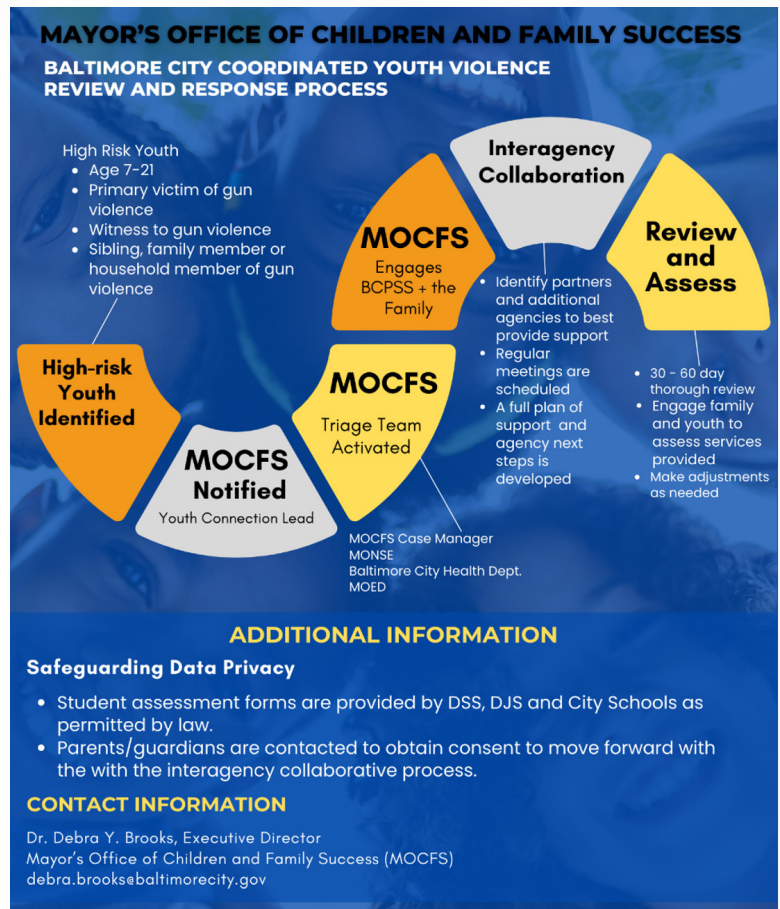 MAYOR'S OFFICE OF CHILDREN AND FAMILY SUCCESS
BALTIMORE CITY COORDINATED YOUTH VIOLENCE
REVIEW AND RESPONSE PROCESS
High Risk Youth
• Age 7-21
• Primary victim of gun
violence
• Witness to gun violence
• Sibling, family member or
household member of gun
violence
High-risk
Youth
Identified
MOCFS
Notified
Youth Connection Lead
MOCFS
Triage Team
Activated
MOCFS Case Manager
MONSE
Baltimore City Health Dept.
MOED
MOCFS
Engages
BCPSS + the
Family
Interagency
Collaboration
• Identify partners
and additional
agencies to best
provide support
• Regular
meetings are
scheduled
• A full plan of
support and
agency next
steps is
developed
Review
and
Assess
• 30 - 60 day
thorough review
• Engage family
and youth to
assess services
provided
• Make adjustments
as needed
ADDITIONAL INFORMATION
Safeguarding Data Privacy
• Student assessment forms are provided by DSS, DJS and City Schools as
permitted by law.
• Parents/guardians are contacted to obtain consent to move forward with
the with the interagency collaborative process.
CONTACT INFORMATION
Dr. Debra Y. Brooks, Executive Director
Mayor's Office of Children and Family Success (MOCFS)
debra.brooks@baltimorecity.gov